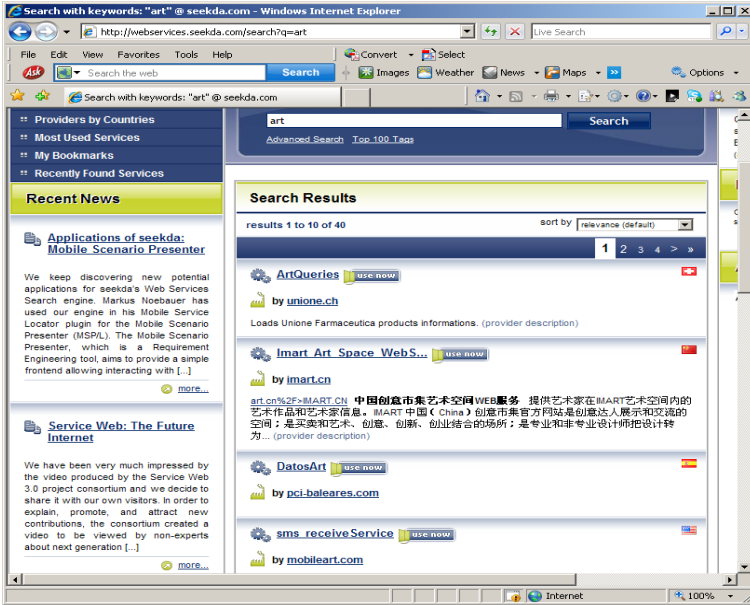 Search with keywords: "art" @ seekda.com - Windows Internet Explorer
http://webservices.seekda.com/search?q=art
Live Search
File Edit View Favorites Tools Help
Convert
Select
Ask
Search the web
Search
Images
Weather
News
Maps
Options
Search with keywords: "art" @ seekda.com
Providers by Countries
Most Used Services
My Bookmarks
Recently Found Services
Recent News
Applications of seekda:
Mobile Scenario Presenter
We keep discovering new potential
applications for seekda's Web Services
Search engine. Markus Noebauer has
used our engine in his Mobile Service
Locator plugin for the Mobile Scenario
Presenter (MSP/L). The Mobile Scenario
Presenter, which is a Requirement
Engineering tool, aims to provide a simple
frontend allowing interacting with [...]
more...
Service Web: The Future
Internet
We have been very much impressed by
the video produced by the Service Web
3.0 project consortium and we decide to
share it with our own visitors. In order to
explain, promote, and attract new
contributions, the consortium created a
video to be viewed by non-experts
about next generation [...]
more...
art
Search
Advanced Search Top 100 Tags
Search Results
results 1 to 10 of 40
sort by relevance (default)
1 2 3 4 > »
ArtQueries use now
by unione.ch
Loads Unione Farmaceutica products informations. (provider description)
Imart Art Space WebS... use now
by imart.cn
art.cn%2F>IMART.CN 中国创意市集艺术空间WEB服务 提供艺术家在IMART艺术空间内的
艺术作品和艺术家信息。IMART 中国 ( China ) 创意市集官方网站是创意达人展示和交流的
空间；是买卖和艺术、创意、创新、创业结合的场所；是专业和非专业设计师把设计转
为... (provider description)
DatosArt use now
by pci-baleares.com
sms_receiveService use now
by mobileart.com
Internet
100%